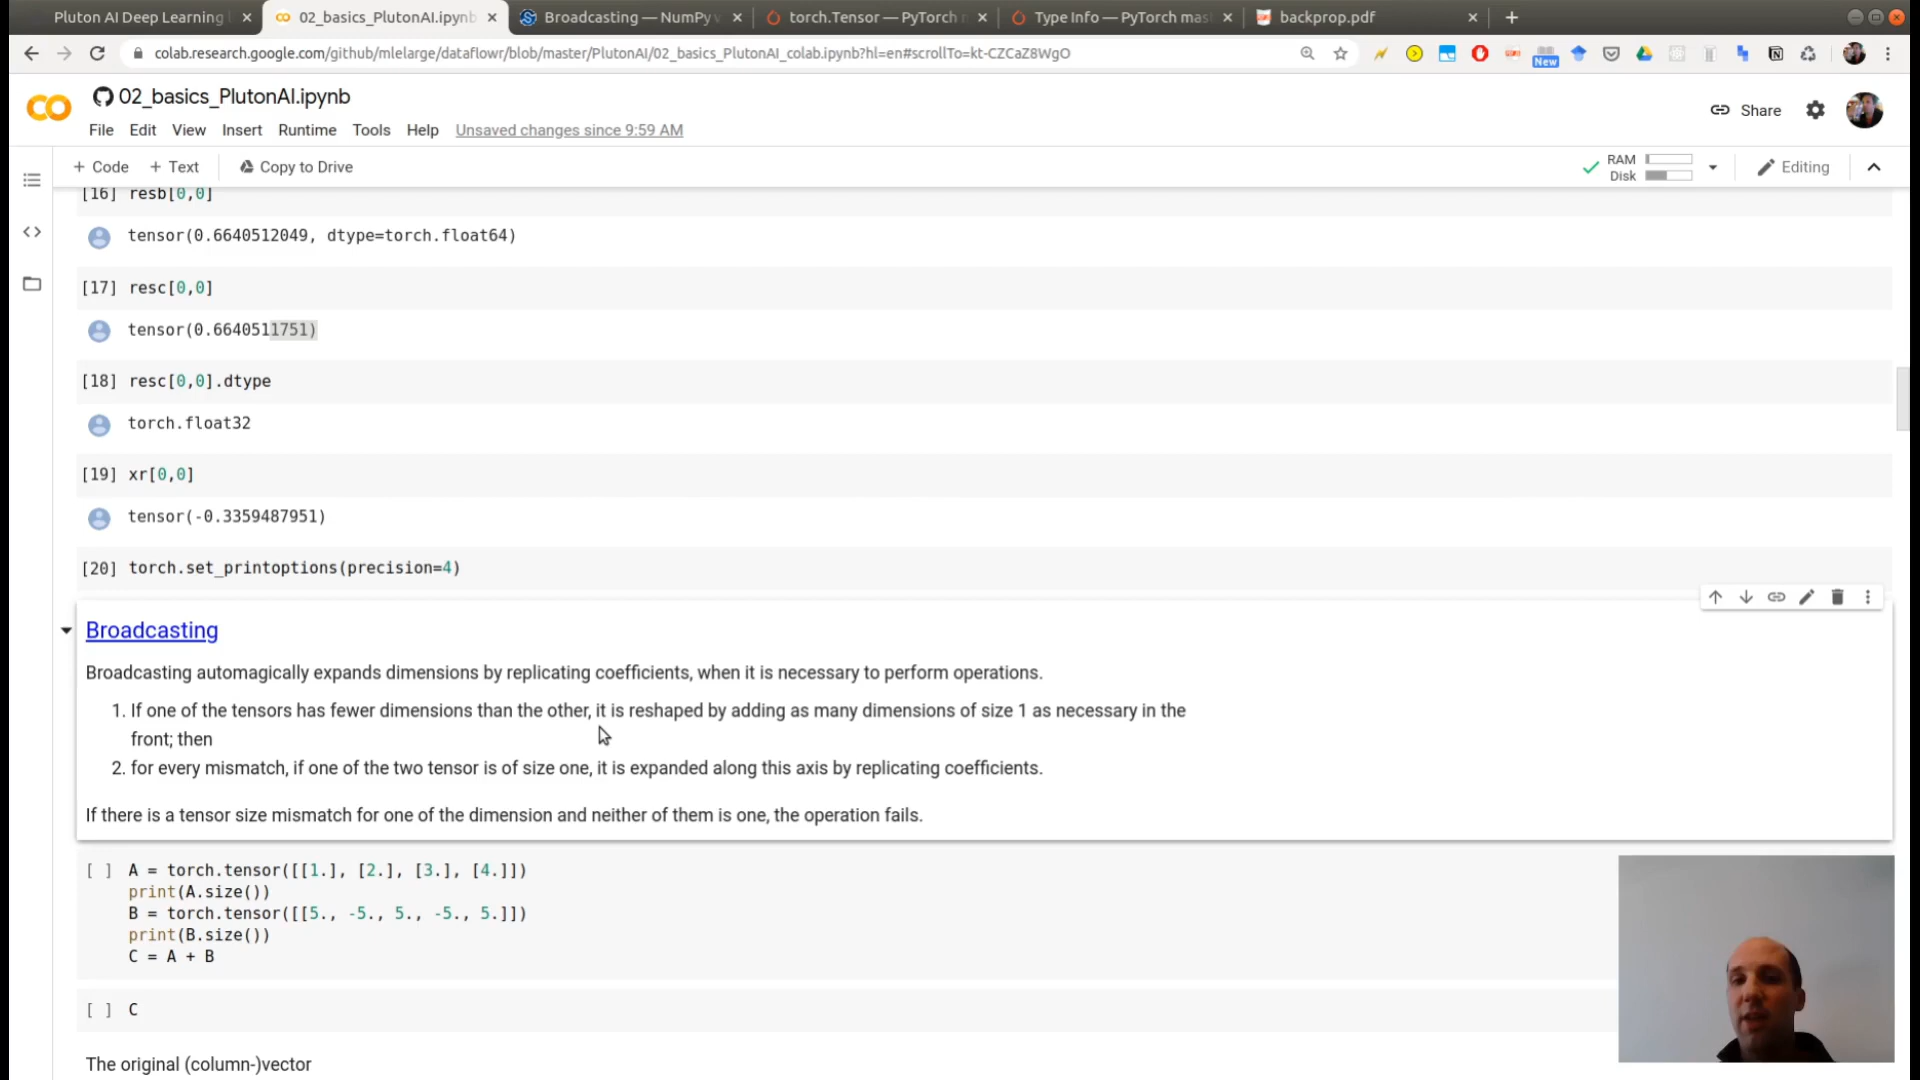 Pluton AI Deep Learning
02_basics_PlutonAI.ipynb
Broadcasting — NumPy v
torch.Tensor — PyTorch m
Type Info — PyTorch mas
backprop.pdf
colab.research.google.com/github/mlelarge/dataflowr/blob/master/PlutonAI/02_basics_PlutonAI_colab.ipynb?hl=en#scrollTo=kt-CZCaZ8WgO
New
02_basics_PlutonAI.ipynb
Share
File Edit View Insert Runtime Tools Help Unsaved changes since 9:59 AM
+ Code + Text Copy to Drive
RAM
Disk
Editing
[16] resb[0,0]
tensor(0.6640512049, dtype=torch.float64)
[17] resc[0,0]
tensor(0.6640511751)
[18] resc[0,0].dtype
torch.float32
[19] xr[0,0]
tensor(-0.3359487951)
[20] torch.set_printoptions(precision=4)
Broadcasting
Broadcasting automagically expands dimensions by replicating coefficients, when it is necessary to perform operations.
1. If one of the tensors has fewer dimensions than the other, it is reshaped by adding as many dimensions of size 1 as necessary in the
front; then
2. for every mismatch, if one of the two tensor is of size one, it is expanded along this axis by replicating coefficients.
If there is a tensor size mismatch for one of the dimension and neither of them is one, the operation fails.
[ ] A = torch.tensor([[1.], [2.], [3.], [4.]])
print(A.size())
B = torch.tensor([[5., -5., 5., -5., 5.]])
print(B.size())
C = A + B
[ ] C
The original (column-)vector